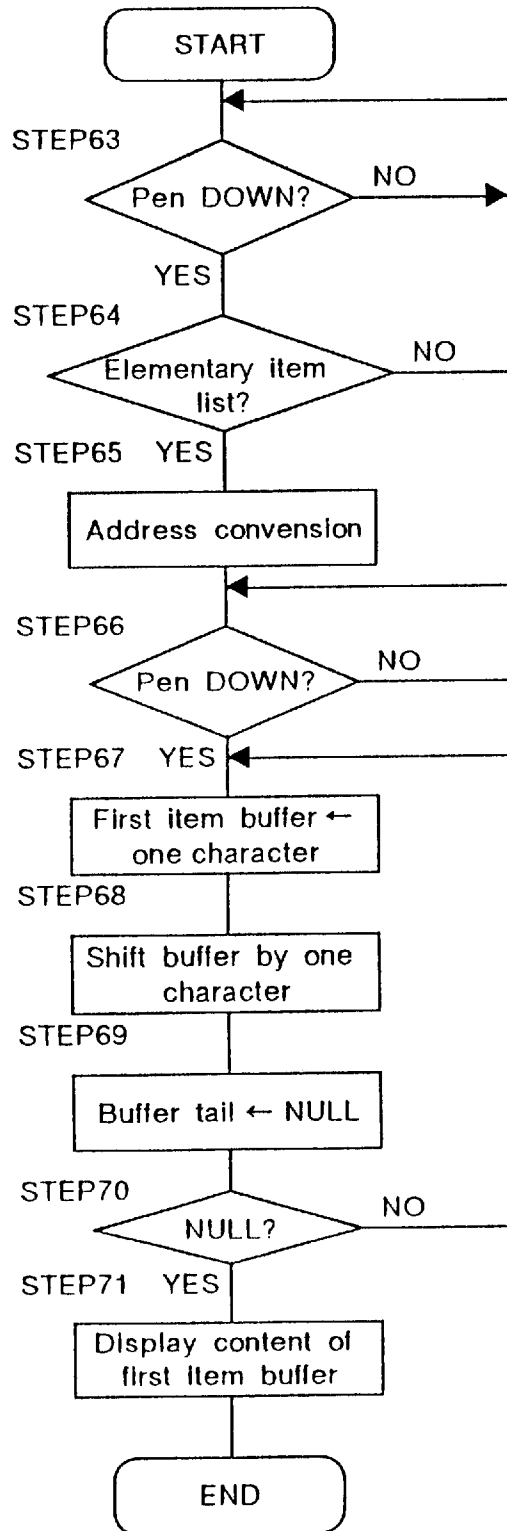 START
STEP63
Pen DOWN?
NO
YES
STEP64
Elementary item
list?
NO
STEP65 YES
Address convension
STEP66
Pen DOWN?
NO
STEP67 YES
First item buffer ←
one character
STEP68
Shift buffer by one
character
STEP69
Buffer tail ← NULL
STEP70
NULL?
NO
STEP71 YES
Display content of
first item buffer
END